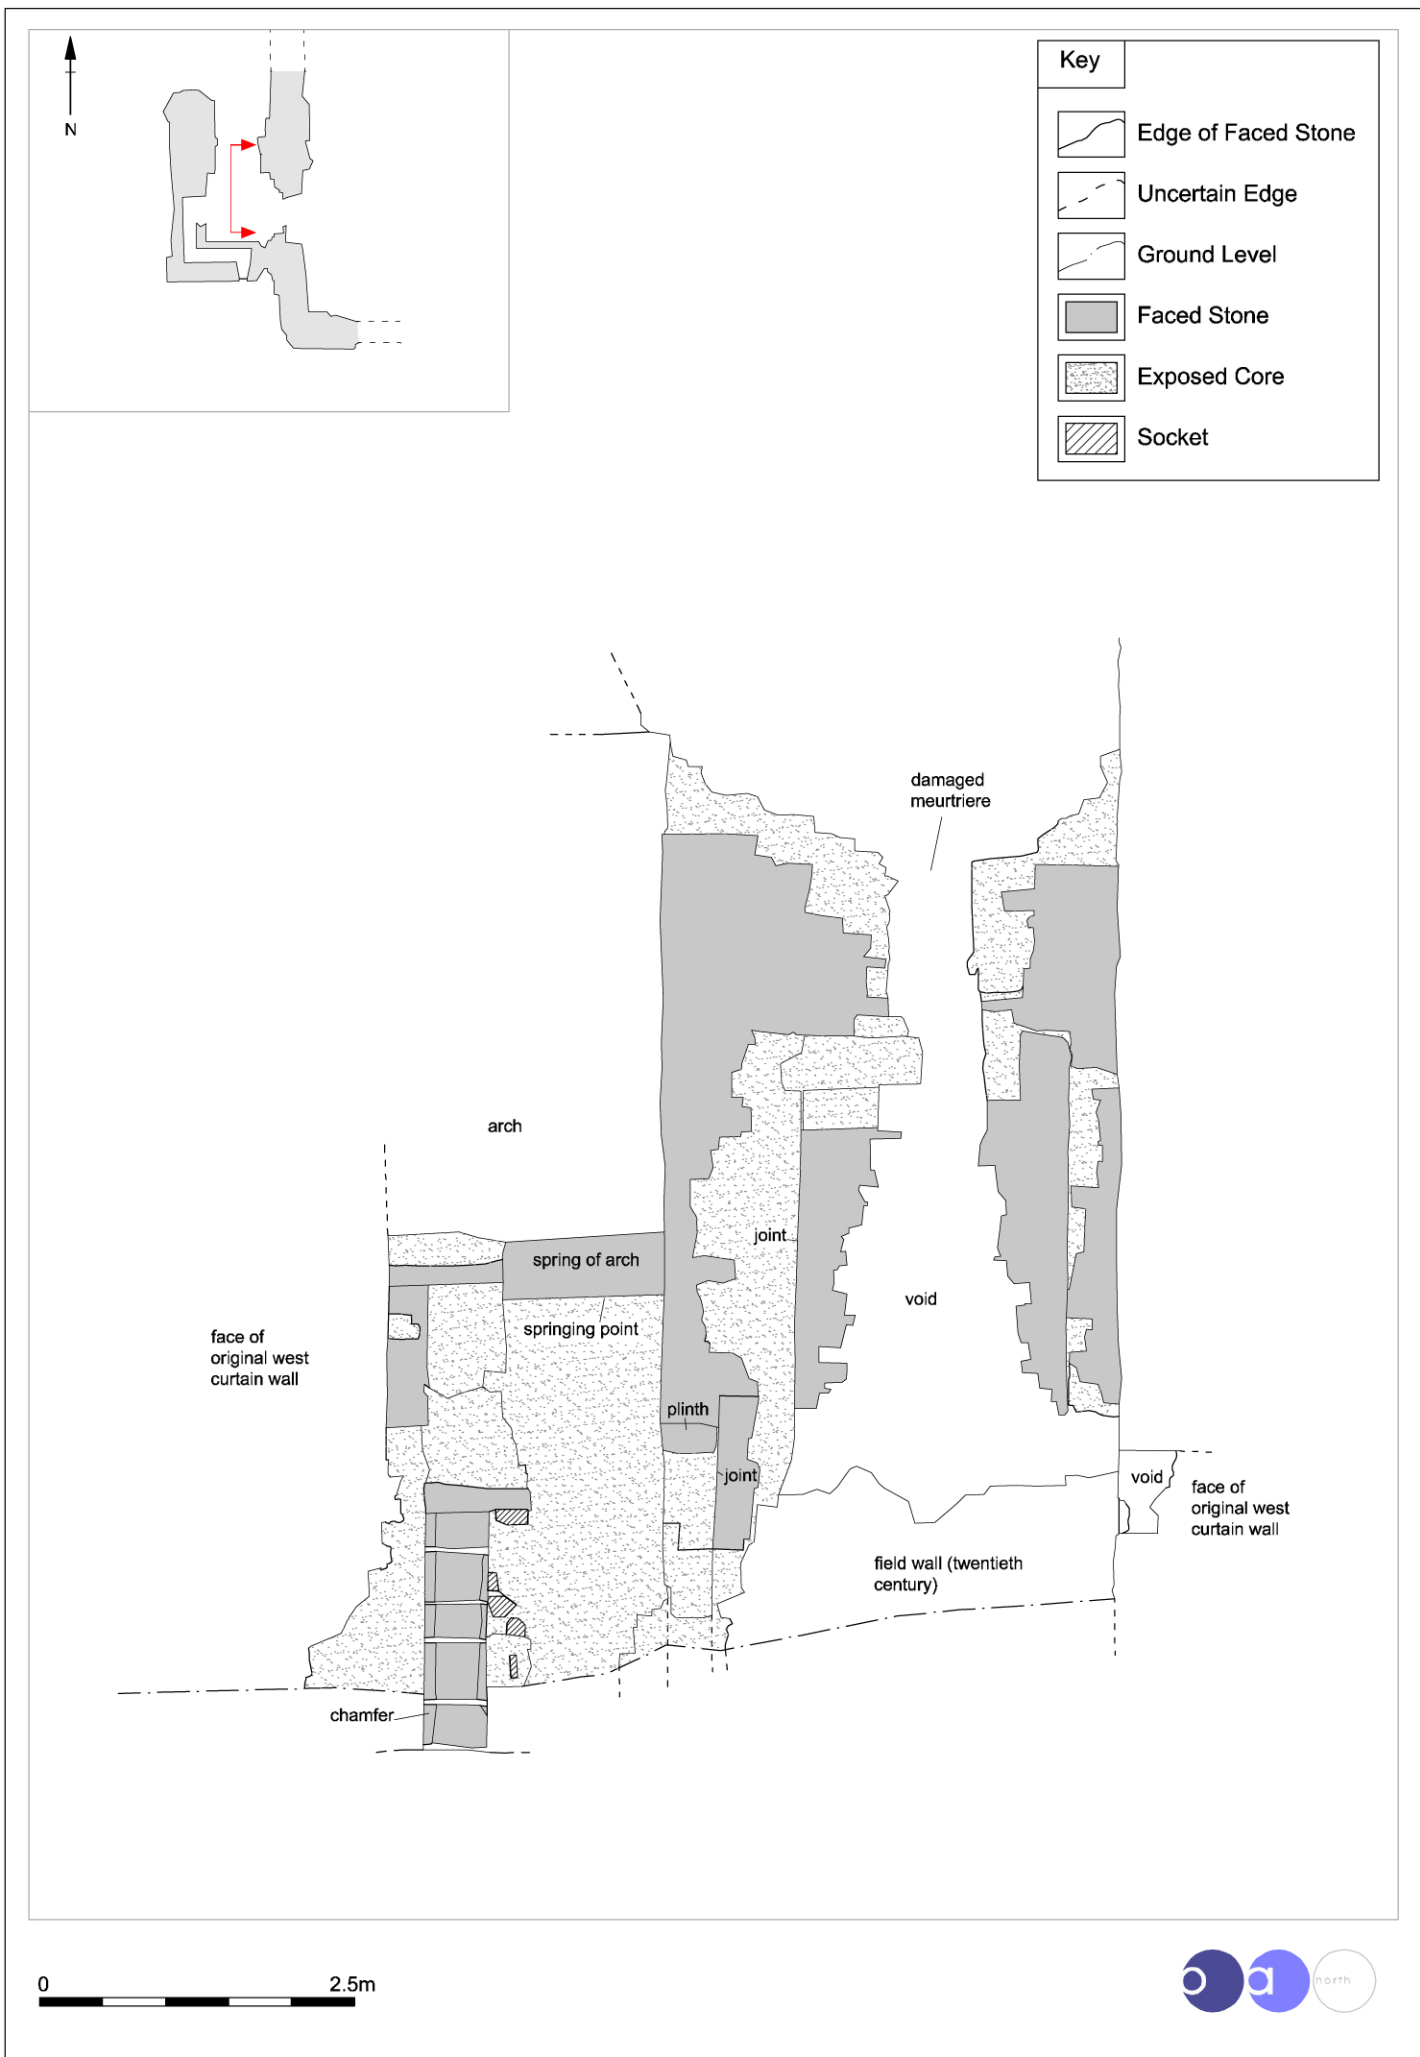 N
Key
Edge of Faced Stone
Uncertain Edge
Ground Level
Faced Stone
Exposed Core
Socket
damaged
meurtriere
arch
joint
spring of arch
void
springing point
face of
original west
curtain wall
plinth
joint
void
face of
original west
curtain wall
field wall (twentieth
century)
chamfer
0 2.5m
o a north